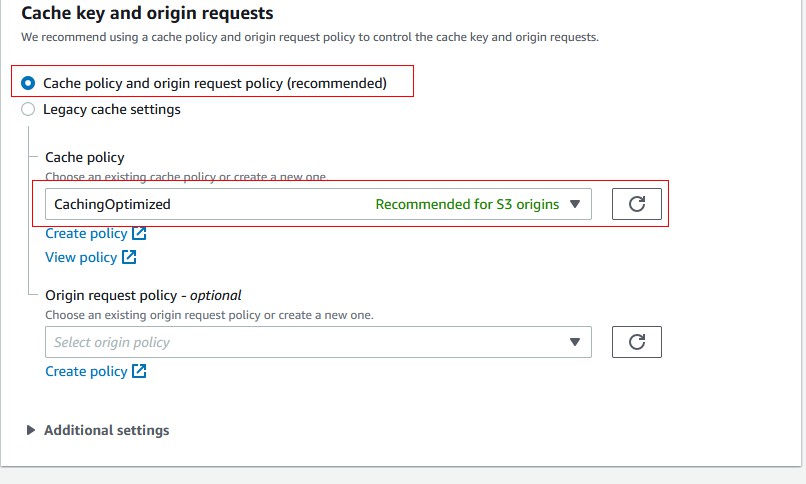 Cache key and origin requests
We recommend using a cache policy and origin request policy to control the cache key and origin requests.
Cache policy and origin request policy (recommended)
Legacy cache settings
Cache policy
Choose an existing cache policy or create a new one.
CachingOptimized Recommended for S3 origins
Create policy
View policy
Origin request policy - optional
Choose an existing origin request policy or create a new one.
Select origin policy
Create policy
Additional settings